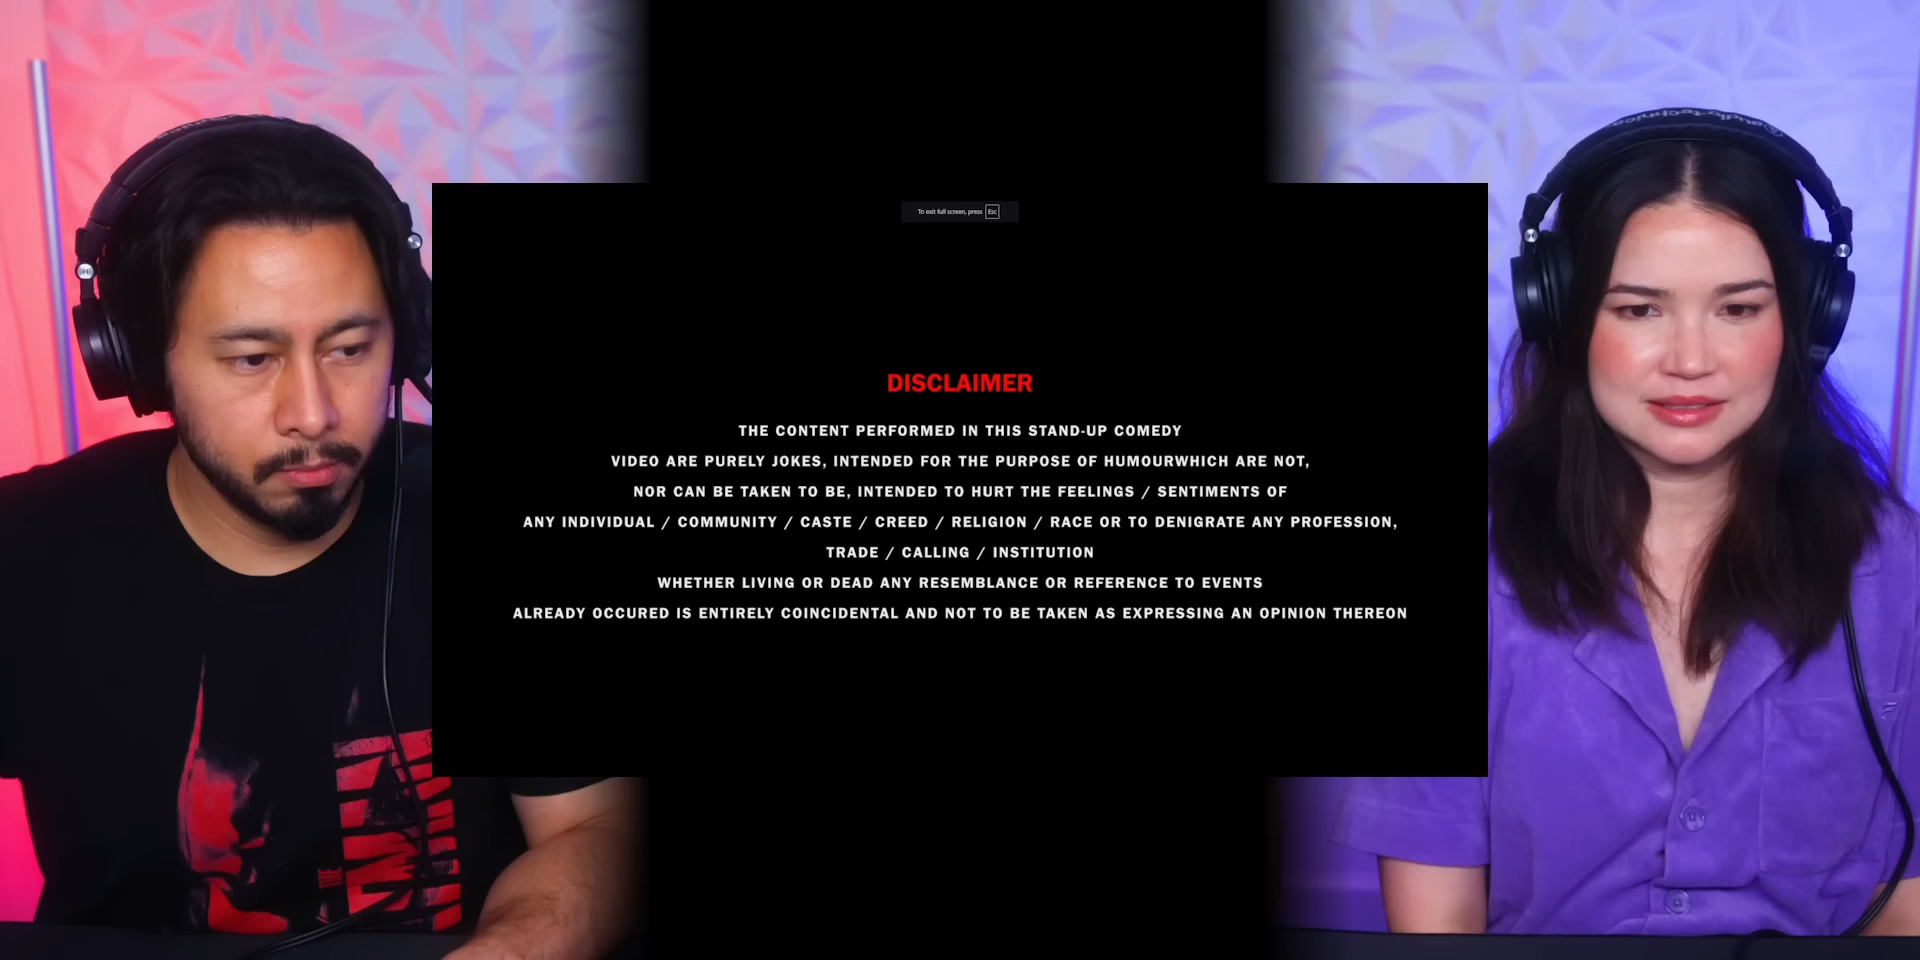 To exit full screen, press Esc
DISCLAIMER
THE CONTENT PERFORMED IN THIS STAND-UP COMEDY
VIDEO ARE PURELY JOKES, INTENDED FOR THE PURPOSE OF HUMOURWHICH ARE NOT,
NOR CAN BE TAKEN TO BE, INTENDED TO HURT THE FEELINGS / SENTIMENTS OF
ANY INDIVIDUAL / COMMUNITY / CASTE / CREED / RELIGION / RACE OR TO DENIGRATE ANY PROFESSION,
TRADE / CALLING / INSTITUTION
WHETHER LIVING OR DEAD ANY RESEMBLANCE OR REFERENCE TO EVENTS
ALREADY OCCURED IS ENTIRELY COINCIDENTAL AND NOT TO BE TAKEN AS EXPRESSING AN OPINION THEREON
audio-technica
THE